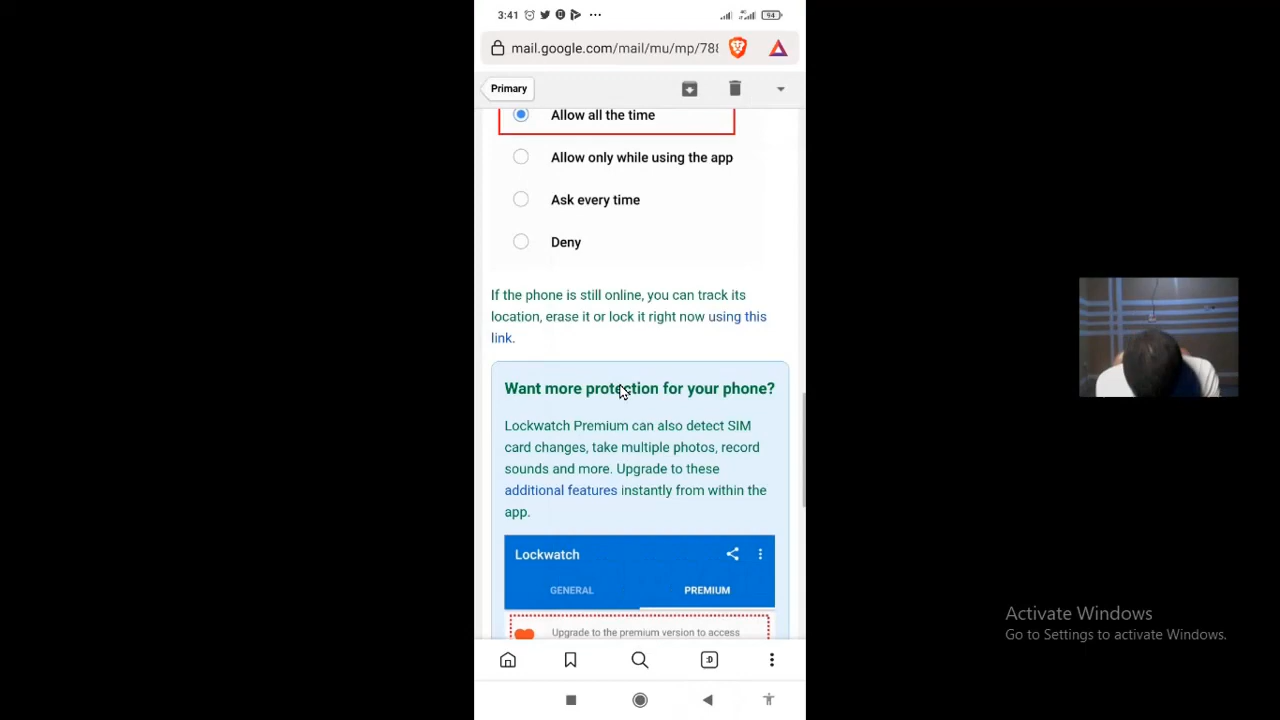 3:41
94
mail.google.com/mail/mu/mp/788
Primary
Allow all the time
Allow only while using the app
Ask every time
Deny
If the phone is still online, you can track its
location, erase it or lock it right now using this
link.
Want more protection for your phone?
Lockwatch Premium can also detect SIM
card changes, take multiple photos, record
sounds and more. Upgrade to these
additional features instantly from within the
app.
Lockwatch
GENERAL PREMIUM
Upgrade to the premium version to access
:D
Activate Windows
Go to Settings to activate Windows.